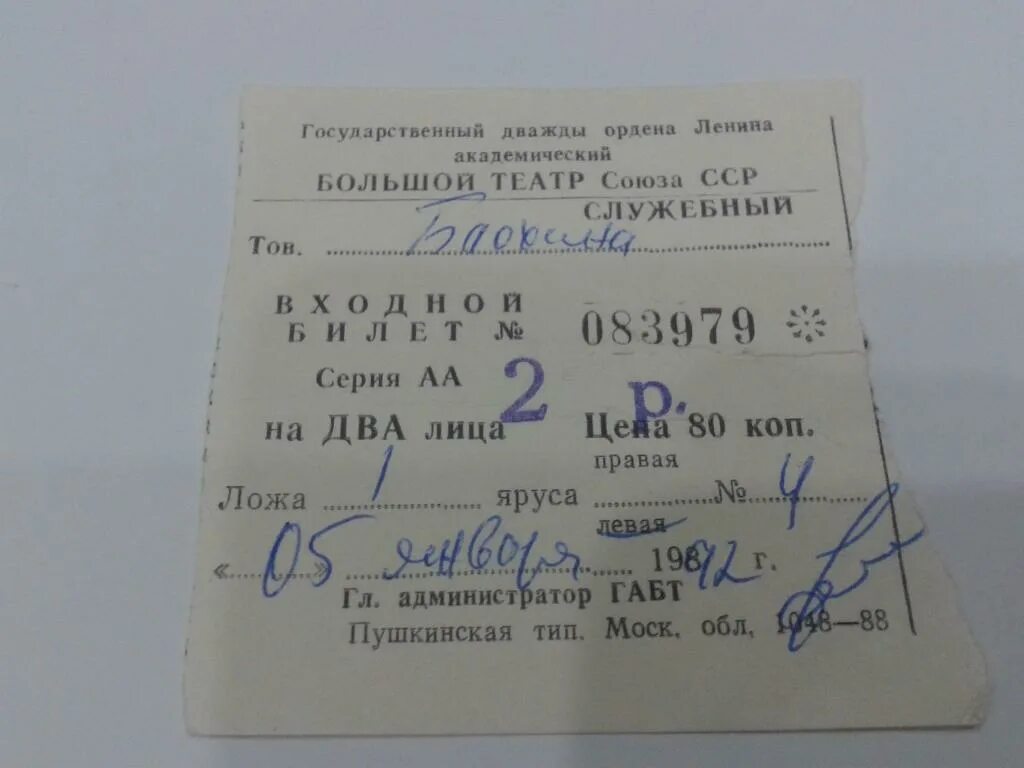 Государственный дважды ордена Ленина
академический
БОЛЬШОЙ ТЕАТР Союза ССР
СЛУЖЕБНЫЙ
Тов.
ВХОДНОЙ
БИЛЕТ № 083979
Серия АА 2 р.
на ДВА лица Цена 80 коп.
правая
Ложа 1 яруса № 4
левая
« 05 » января 1992 г.
Гл. администратор ГАБТ
Пушкинская тип. Моск. обл, 1048—88